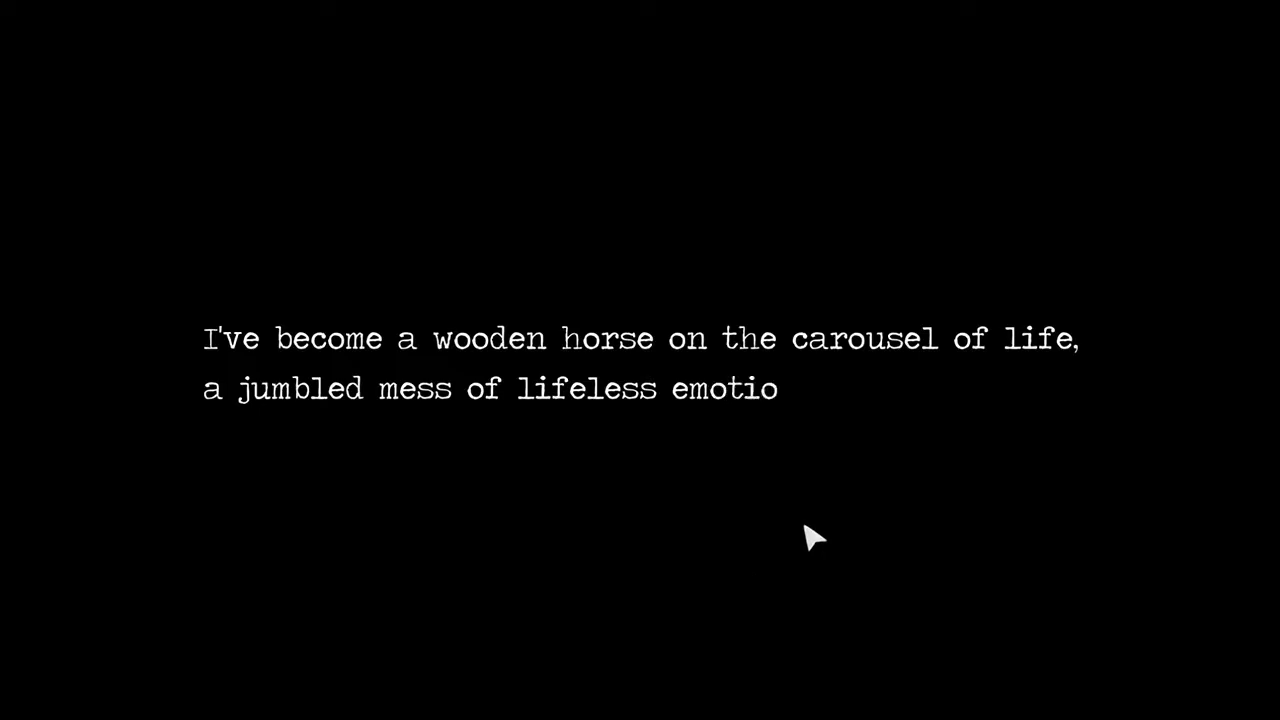 I've become a wooden horse on the carousel of life,
a jumbled mess of lifeless emotio